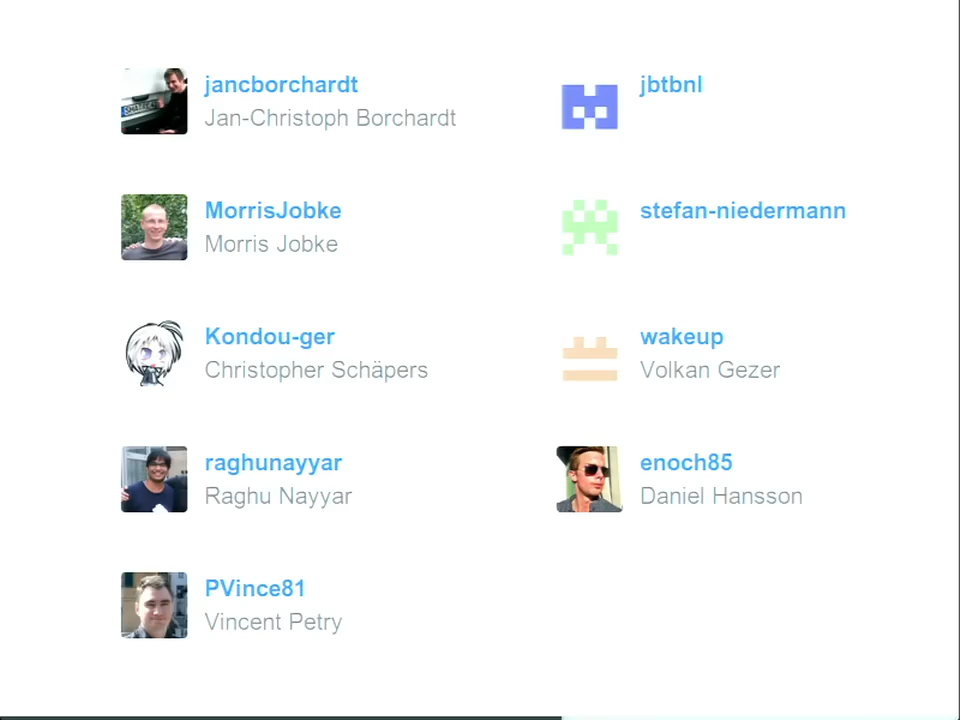 jancborchardt
Jan-Christoph Borchardt
MorrisJobke
Morris Jobke
Kondou-ger
Christopher Schäpers
raghunayyar
Raghu Nayyar
PVince81
Vincent Petry
jbtbnl
stefan-niedermann
wakeup
Volkan Gezer
enoch85
Daniel Hansson